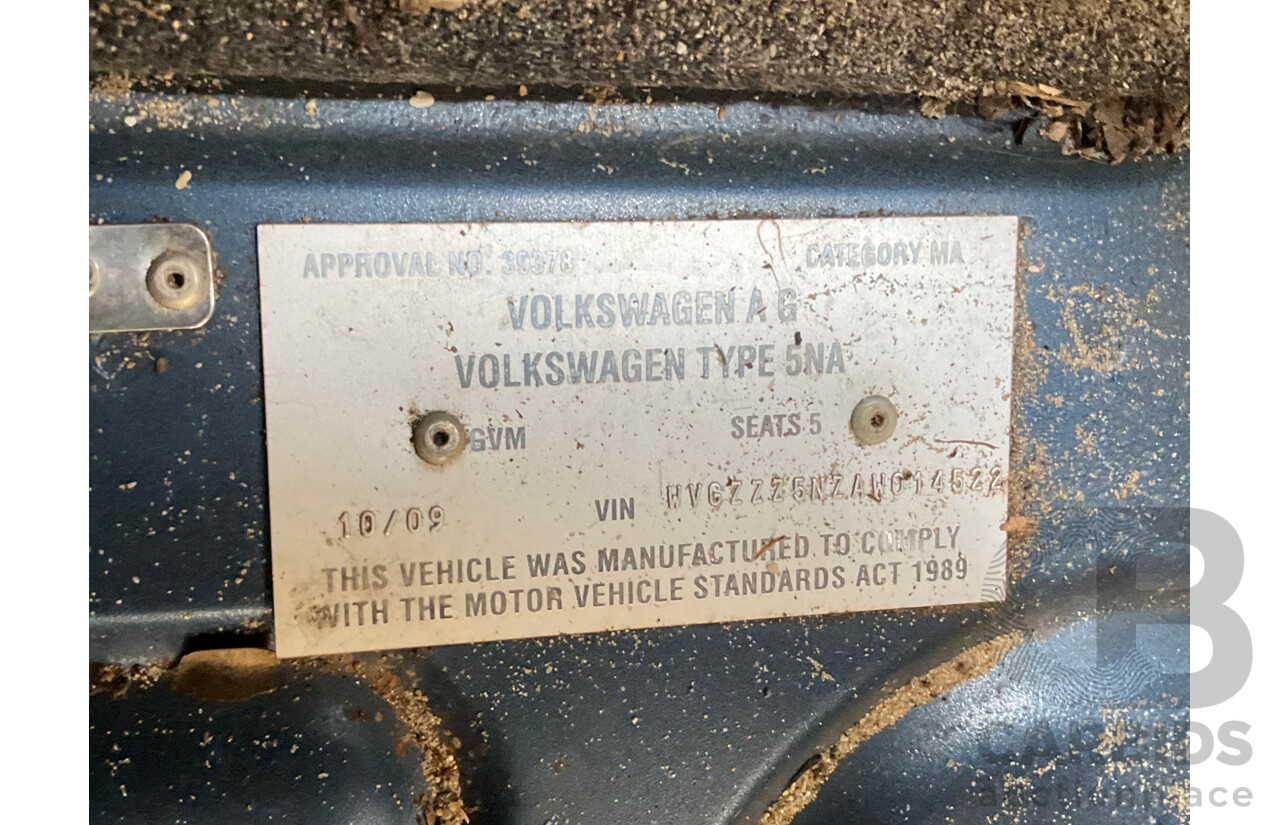 APPROVAL NO. 30378 CATEGORY MA
VOLKSWAGEN A G
VOLKSWAGEN TYPE 5NA
GVM SEATS 5
10/09 VIN WVGZZZ5NZAW014522
THIS VEHICLE WAS MANUFACTURED TO COMPLY
WITH THE MOTOR VEHICLE STANDARDS ACT 1989
B